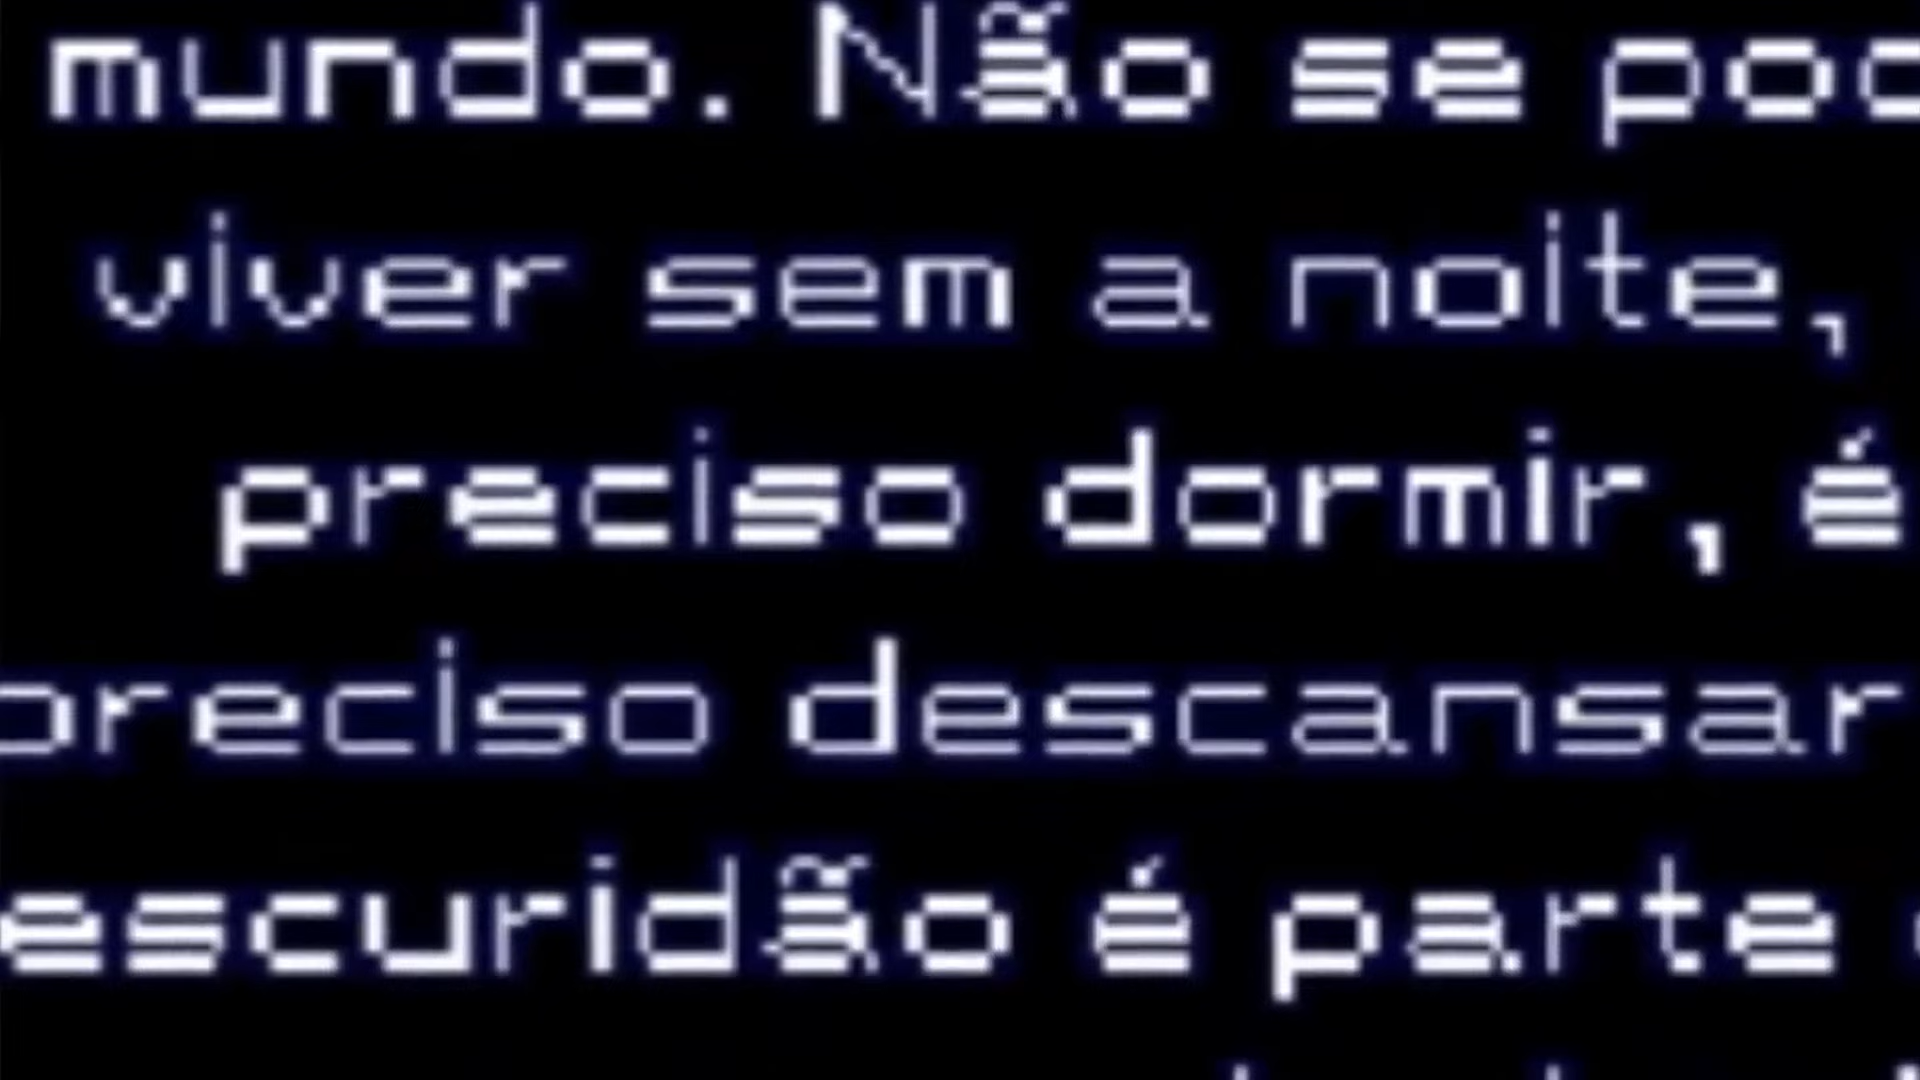 mundo. Não se pod
viver sem a noite,
preciso dormir, é
preciso descansar
escuridão é parte